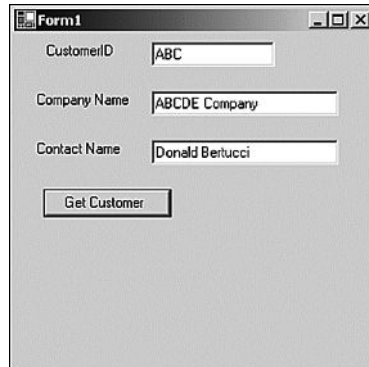 Form1
CustomerID ABC
Company Name ABCDE Company
Contact Name Donald Bertucci
Get Customer